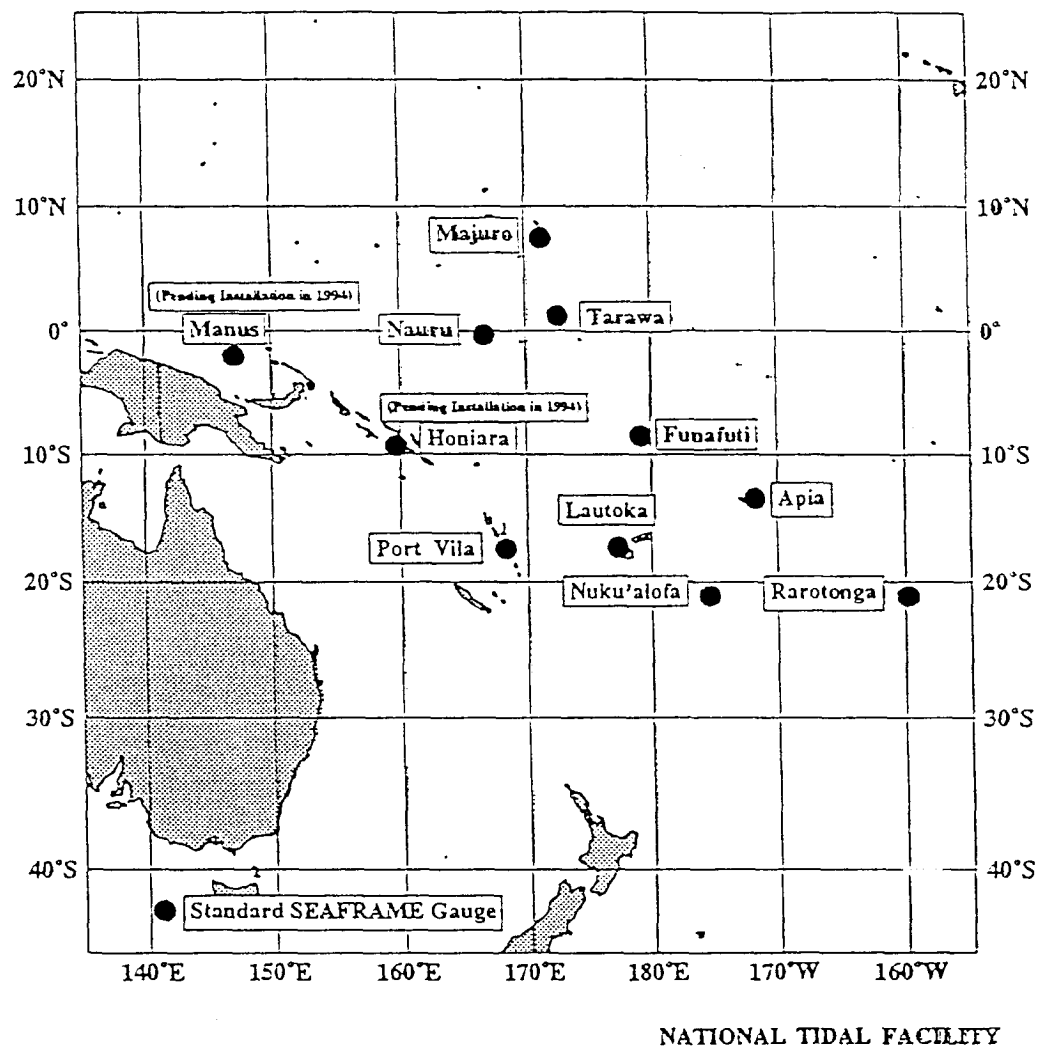 20°N
20°N
10°N
10°N
Majuro
(Pending Installation in 1994)
Manus
Nauru
Tarawa
0°
0°
(Pending Installation in 1994)
Honiara
Funafuti
10°S
10°S
Apia
Lautoka
Port Vila
20°S
Nuku'alofa
Rarotonga
20°S
30°S
30°S
40°S
40°S
Standard SEAFRAME Gauge
140°E
150°E
160°E
170°E
180°E
170°W
160°W
NATIONAL TIDAL FACILITY